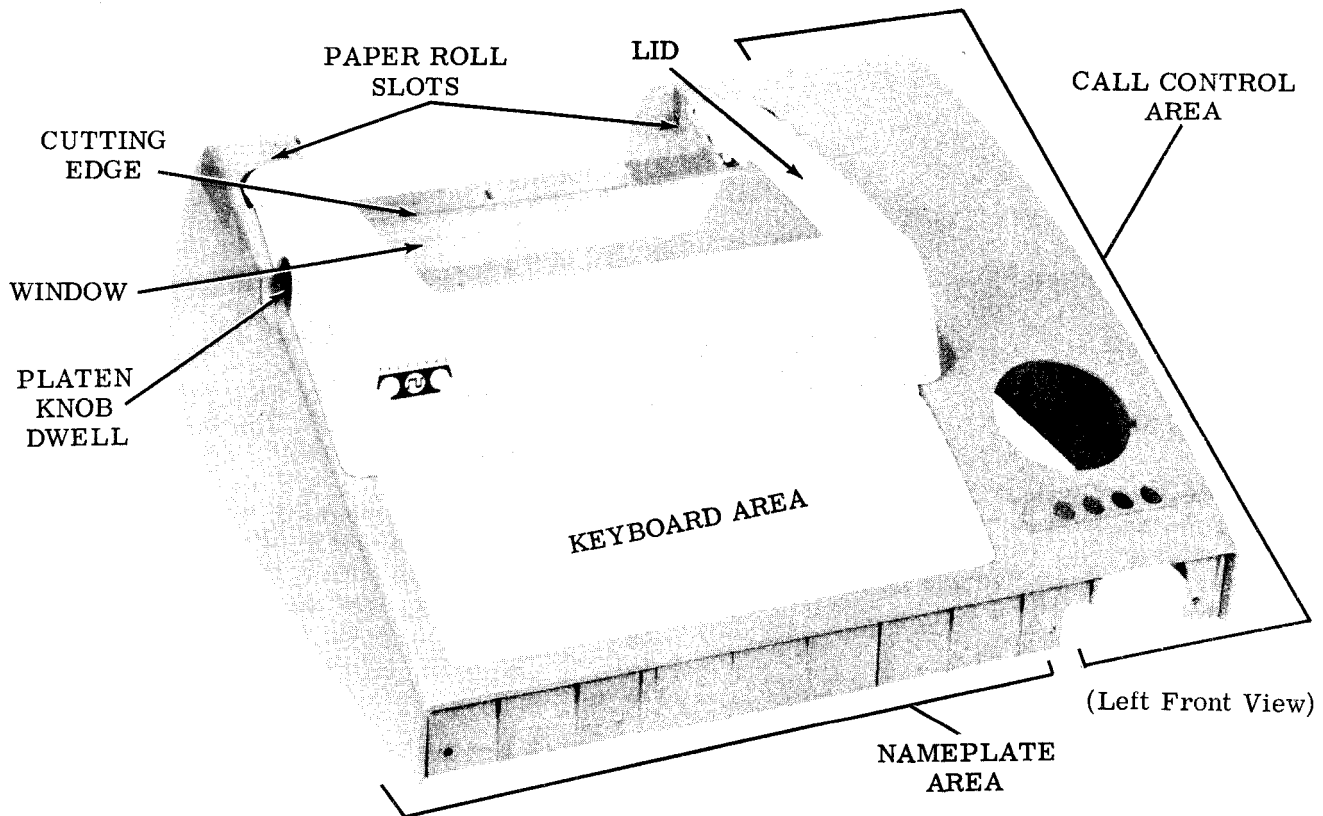 PAPER ROLL
SLOTS
LID
CALL CONTROL
AREA
CUTTING
EDGE
WINDOW
PLATEN
KNOB
DWELL
KEYBOARD AREA
(Left Front View)
NAMEPLATE
AREA